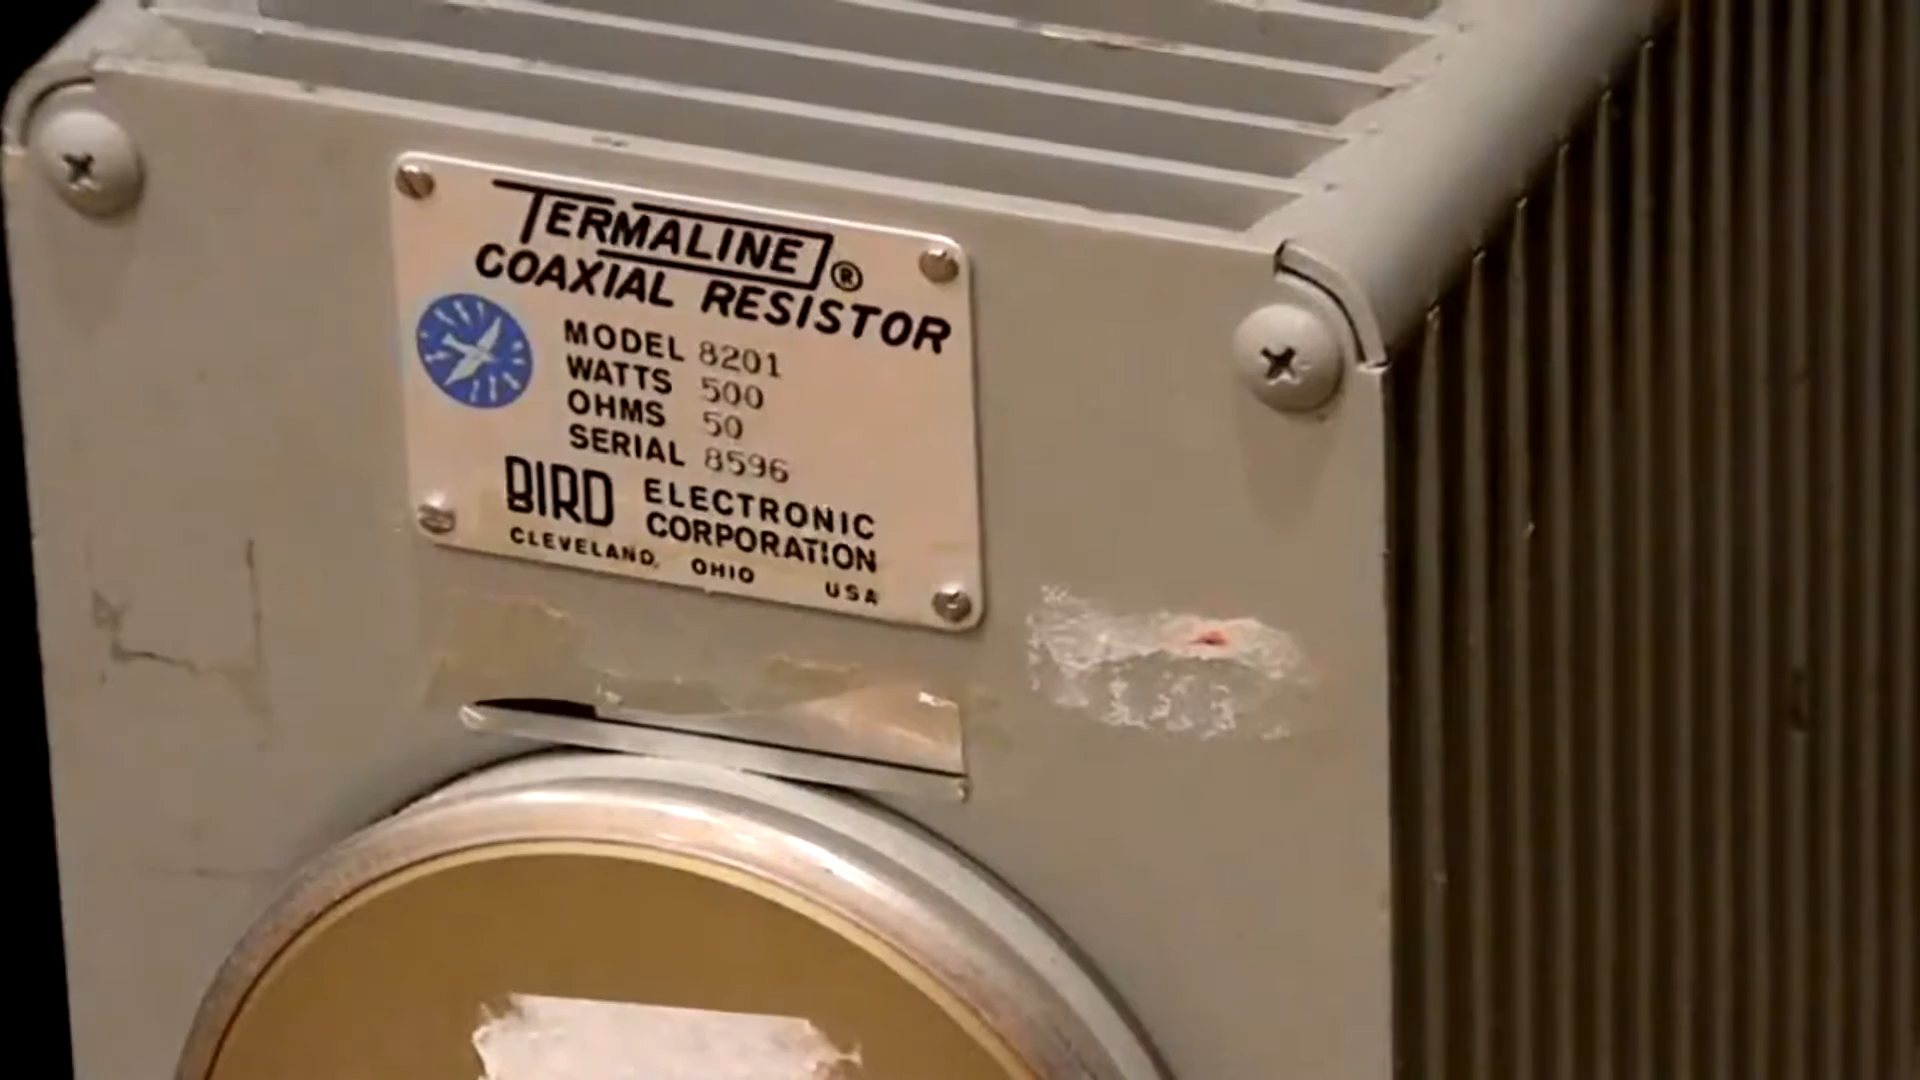 TERMALINE®
COAXIAL RESISTOR
MODEL 8201
WATTS 500
OHMS 50
SERIAL 8596
BIRD ELECTRONIC
CORPORATION
CLEVELAND, OHIO USA